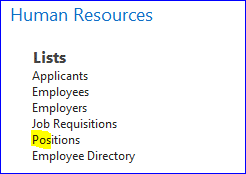 Human Resources
Lists
Applicants
Employees
Employers
Job Requisitions
Positions
Employee Directory